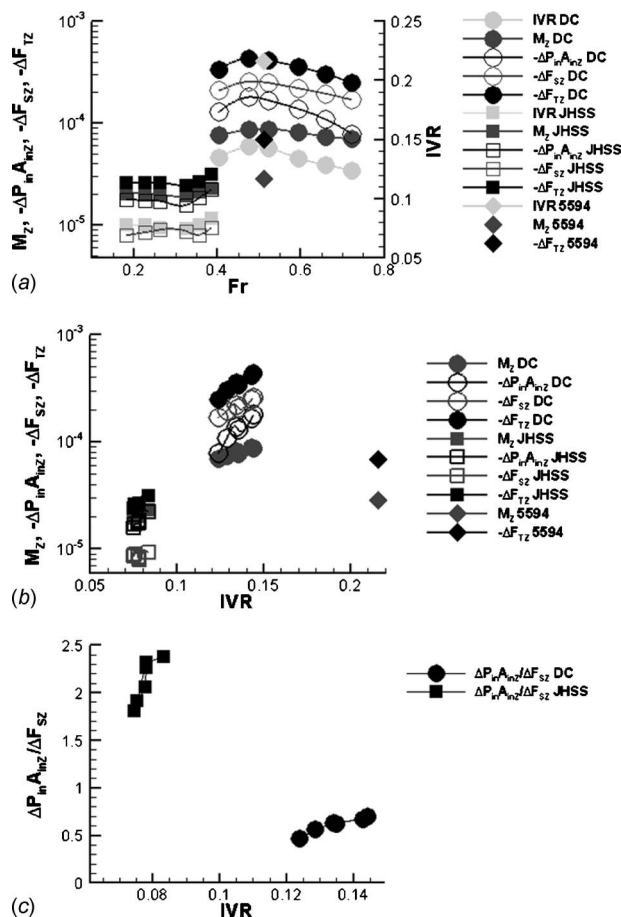 10⁻³
10⁻⁴
10⁻⁵
M_Z, -ΔP_inA_inZ, -ΔF_SZ, -ΔF_TZ
0.25
0.2
0.15
0.1
0.05
IVR
0.2 0.4 0.6 0.8
Fr
(a)
IVR DC
M_Z DC
-ΔP_inA_inZ DC
-ΔF_SZ DC
-ΔF_TZ DC
IVR JHSS
M_Z JHSS
-ΔP_inA_inZ JHSS
-ΔF_SZ JHSS
-ΔF_TZ JHSS
IVR 5594
M_Z 5594
-ΔF_TZ 5594
10⁻³
10⁻⁴
10⁻⁵
M_Z, -ΔP_inA_inZ, -ΔF_SZ, -ΔF_TZ
0.05 0.1 0.15 0.2
IVR
(b)
M_Z DC
-ΔP_inA_inZ DC
-ΔF_SZ DC
-ΔF_TZ DC
M_Z JHSS
-ΔP_inA_inZ JHSS
-ΔF_SZ JHSS
-ΔF_TZ JHSS
M_Z 5594
-ΔF_TZ 5594
2.5
2
1.5
1
0.5
0
ΔP_inA_inZ/ΔF_SZ
0.08 0.1 0.12 0.14
IVR
(c)
ΔP_inA_inZ/ΔF_SZ DC
ΔP_inA_inZ/ΔF_SZ JHSS